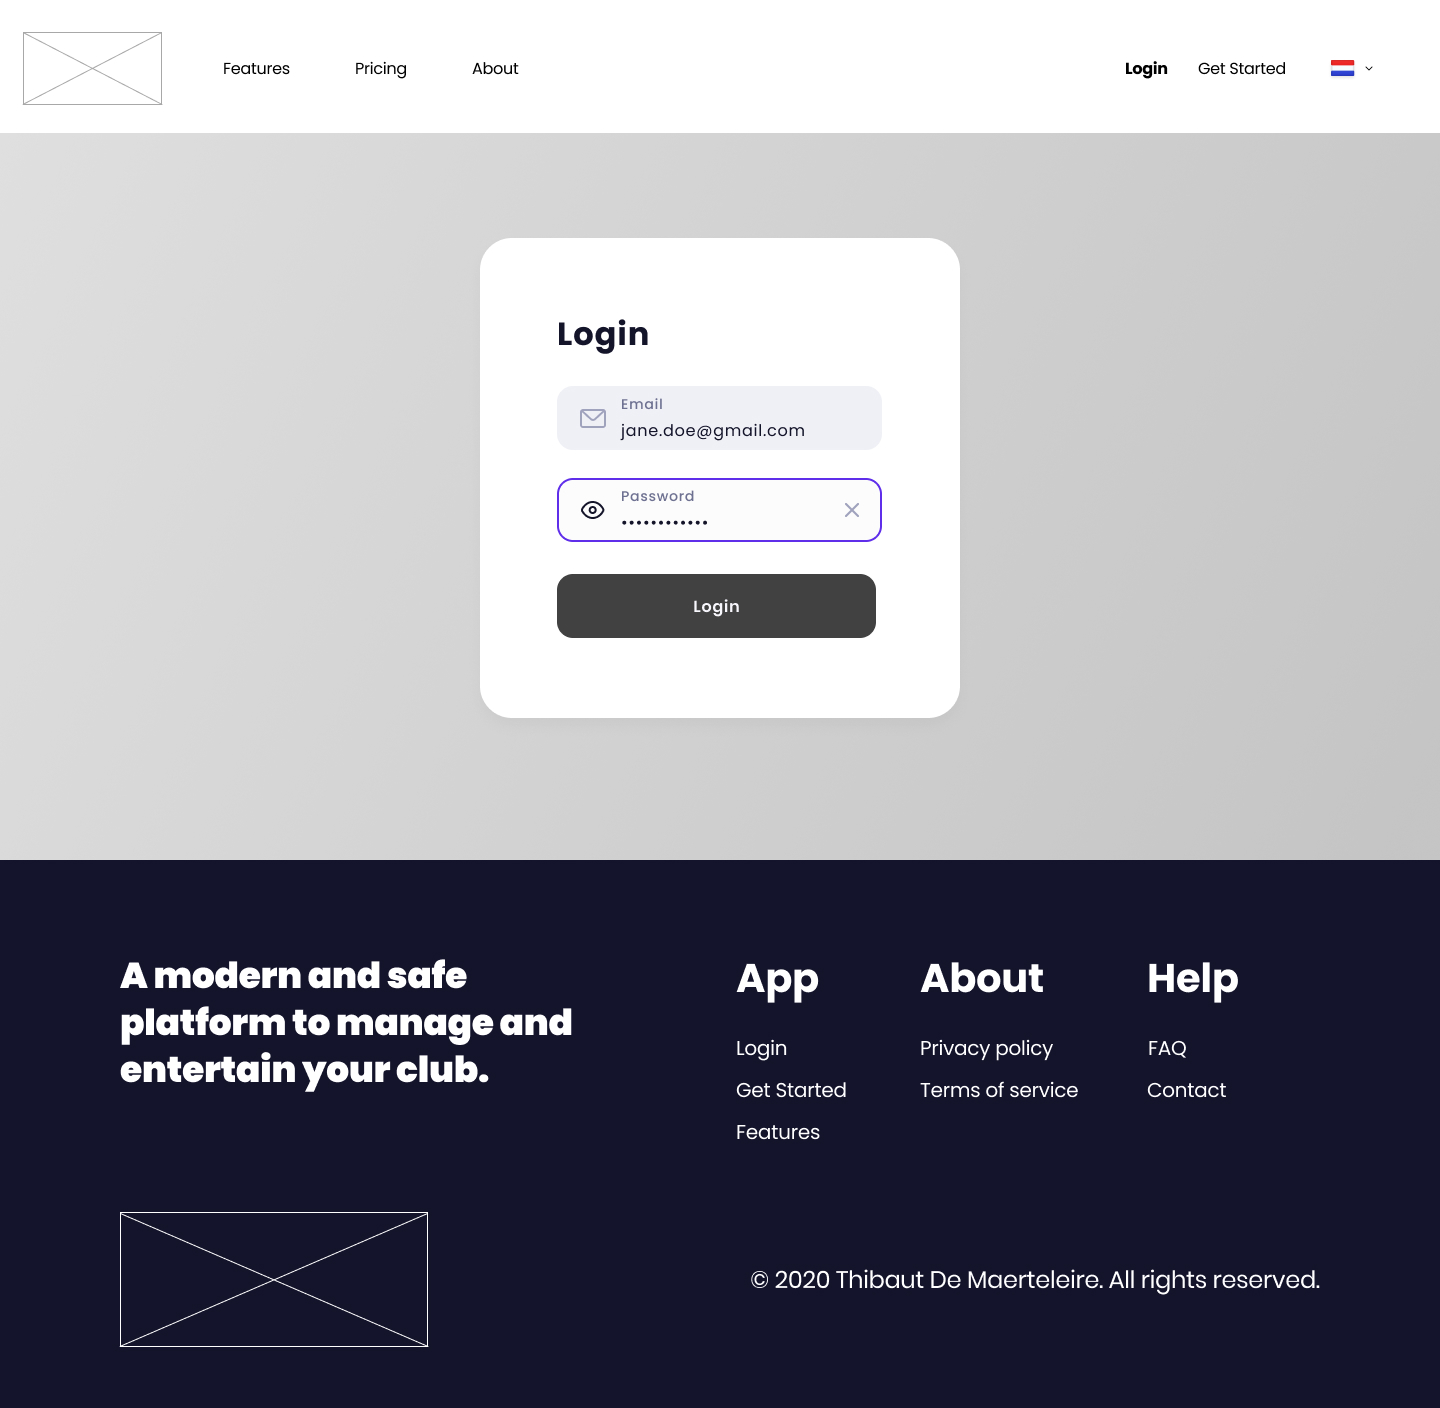 Features Pricing About Login Get Started
Login
Email
jane.doe@gmail.com
Password
••••••••••••
Login
A modern and safe
platform to manage and
entertain your club.
App
Login
Get Started
Features
About
Privacy policy
Terms of service
Help
FAQ
Contact
© 2020 Thibaut De Maerteleire. All rights reserved.